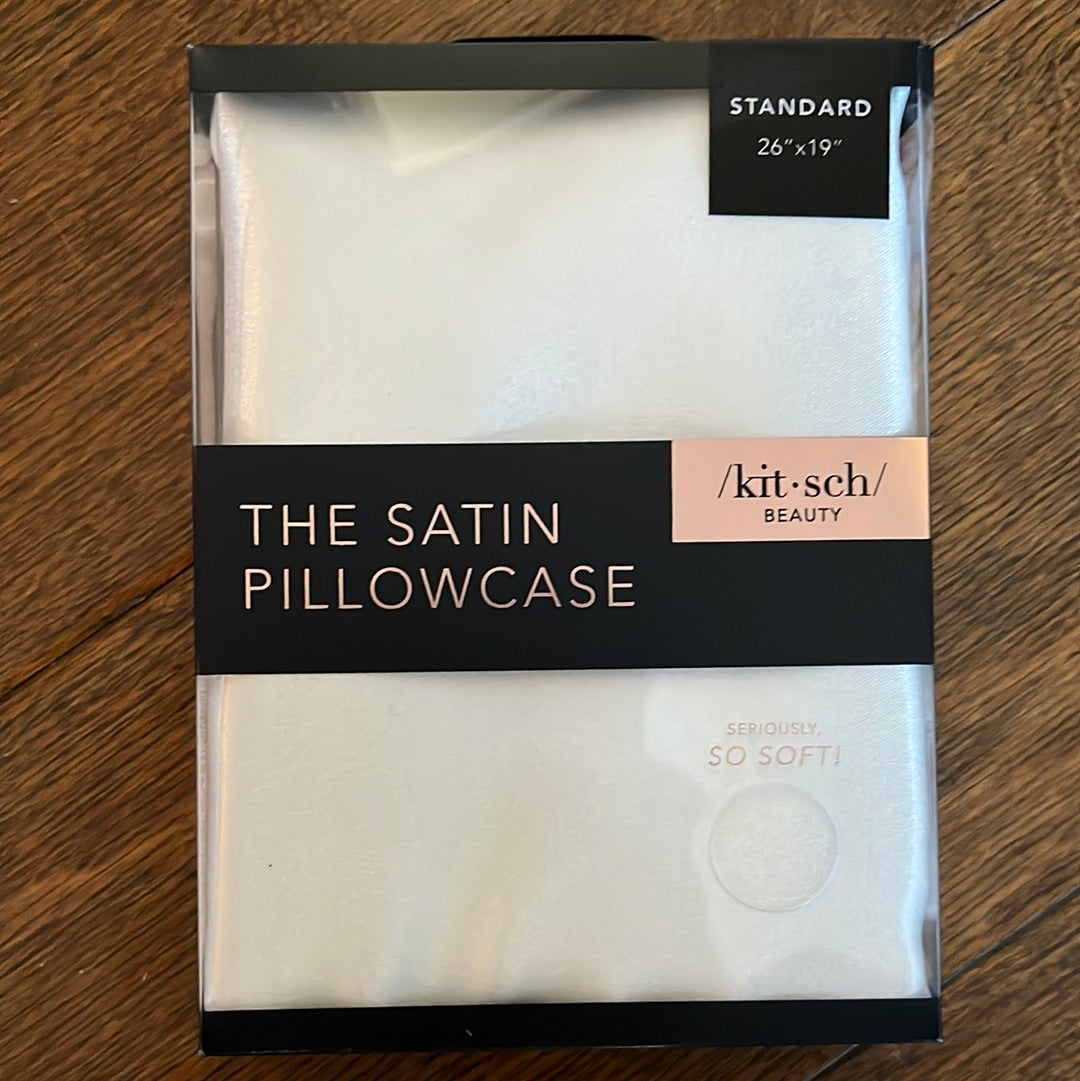 STANDARD
26”x19”
/kit·sch/
BEAUTY
THE SATIN
PILLOWCASE
SERIOUSLY,
SO SOFT!